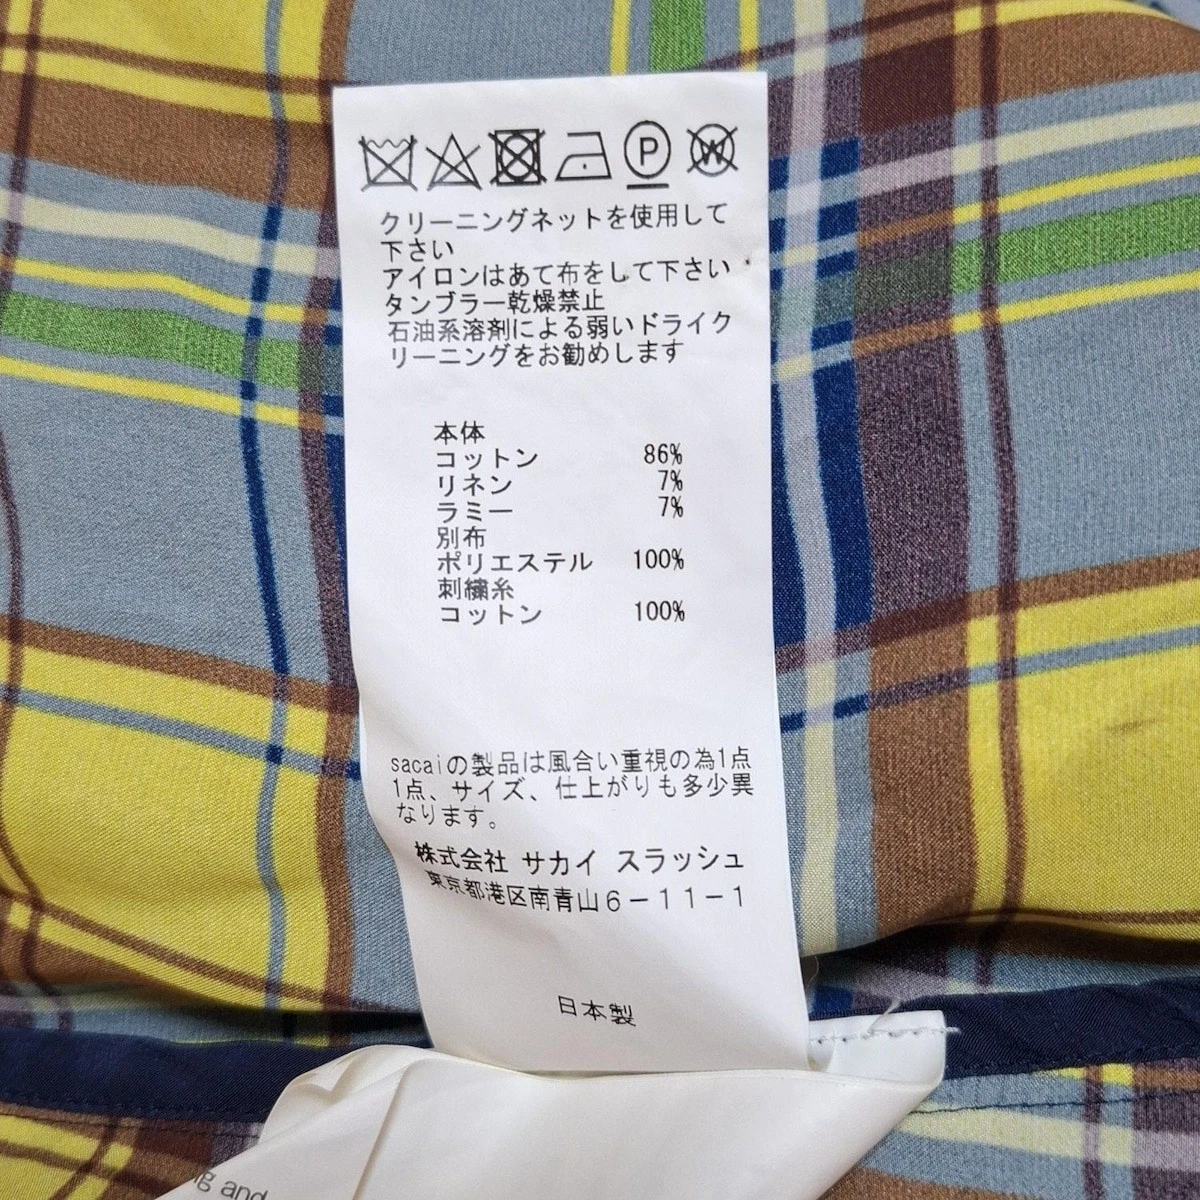 P
W
クリーニングネットを使用して
下さい
アイロンはあて布をして下さい
タンブラー乾燥禁止
石油系溶剤による弱いドライク
リーニングをお勧めします
本体
コットン 86%
リネン 7%
ラミー 7%
別布
ポリエステル 100%
刺繍糸
コットン 100%
sacaiの製品は風合い重視の為1点
1点、サイズ、仕上がりも多少異
なります。
株式会社 サカイ スラッシュ
東京都港区南青山6-11-1
日本製
and